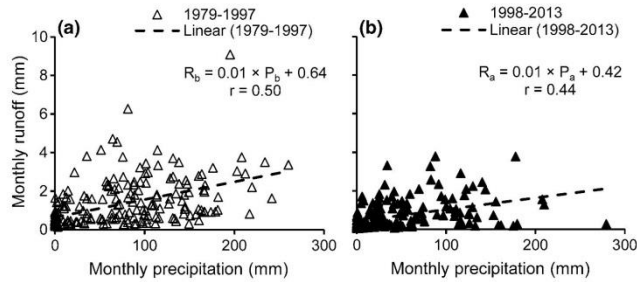 (a)
1979-1997
Linear (1979-1997)
R_b = 0.01 × P_b + 0.64
r = 0.50
Monthly runoff (mm)
10
8
6
4
2
0
0 100 200 300
Monthly precipitation (mm)
(b)
1998-2013
Linear (1998-2013)
R_a = 0.01 × P_a + 0.42
r = 0.44
0 100 200 300
Monthly precipitation (mm)